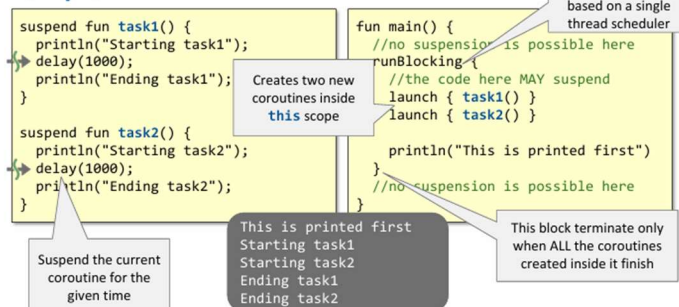 suspend fun task1() {
println("Starting task1");
delay(1000);
println("Ending task1");
}
suspend fun task2() {
println("Starting task2");
delay(1000);
println("Ending task2");
}
Suspend the current
coroutine for the
given time
Creates two new
coroutines inside
this scope
based on a single
thread scheduler
fun main() {
//no suspension is possible here
runBlocking {
//the code here MAY suspend
launch { task1() }
launch { task2() }
println("This is printed first")
}
//no suspension is possible here
}
This block terminate only
when ALL the coroutines
created inside it finish
This is printed first
Starting task1
Starting task2
Ending task1
Ending task2